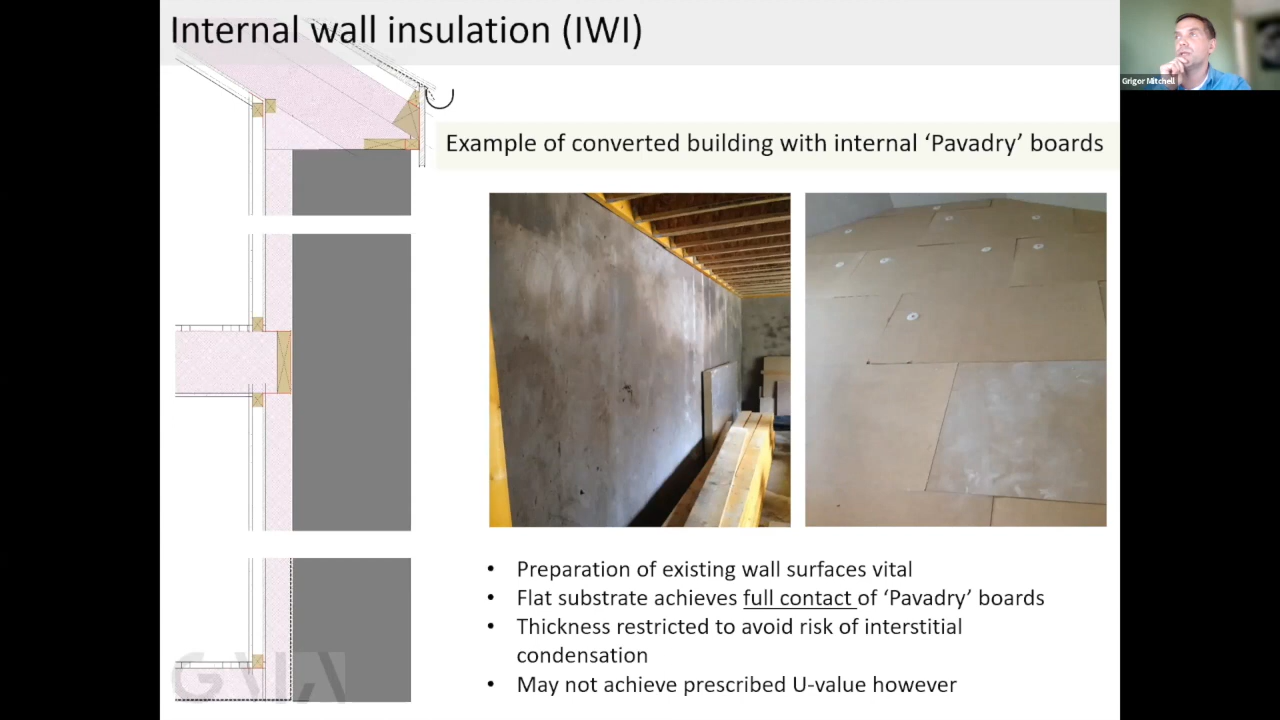 Internal wall insulation (IWI)
Grigor Mitchell
Example of converted building with internal ‘Pavadry’ boards
• Preparation of existing wall surfaces vital
• Flat substrate achieves full contact of ‘Pavadry’ boards
• Thickness restricted to avoid risk of interstitial
condensation
• May not achieve prescribed U-value however
GAIA